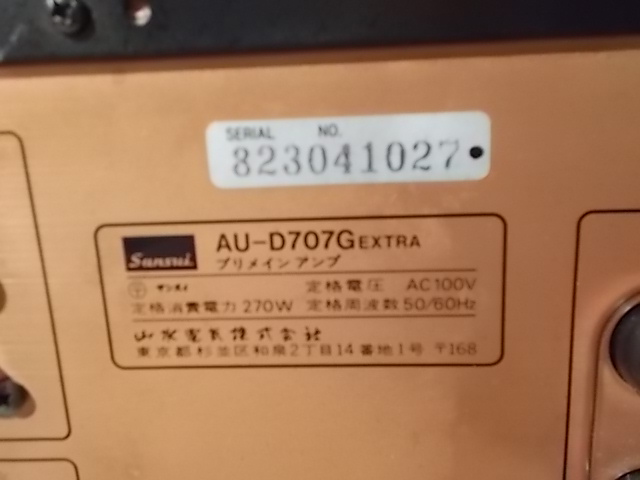 SERIAL NO.
823041027
Sansui AU-D707G EXTRA
プリメインアンプ
サンスイ 定格電圧 AC100V
定格消費電力 270W 定格周波数 50/60Hz
山水電気株式会社
東京都杉並区和泉2丁目14番地1号 〒168